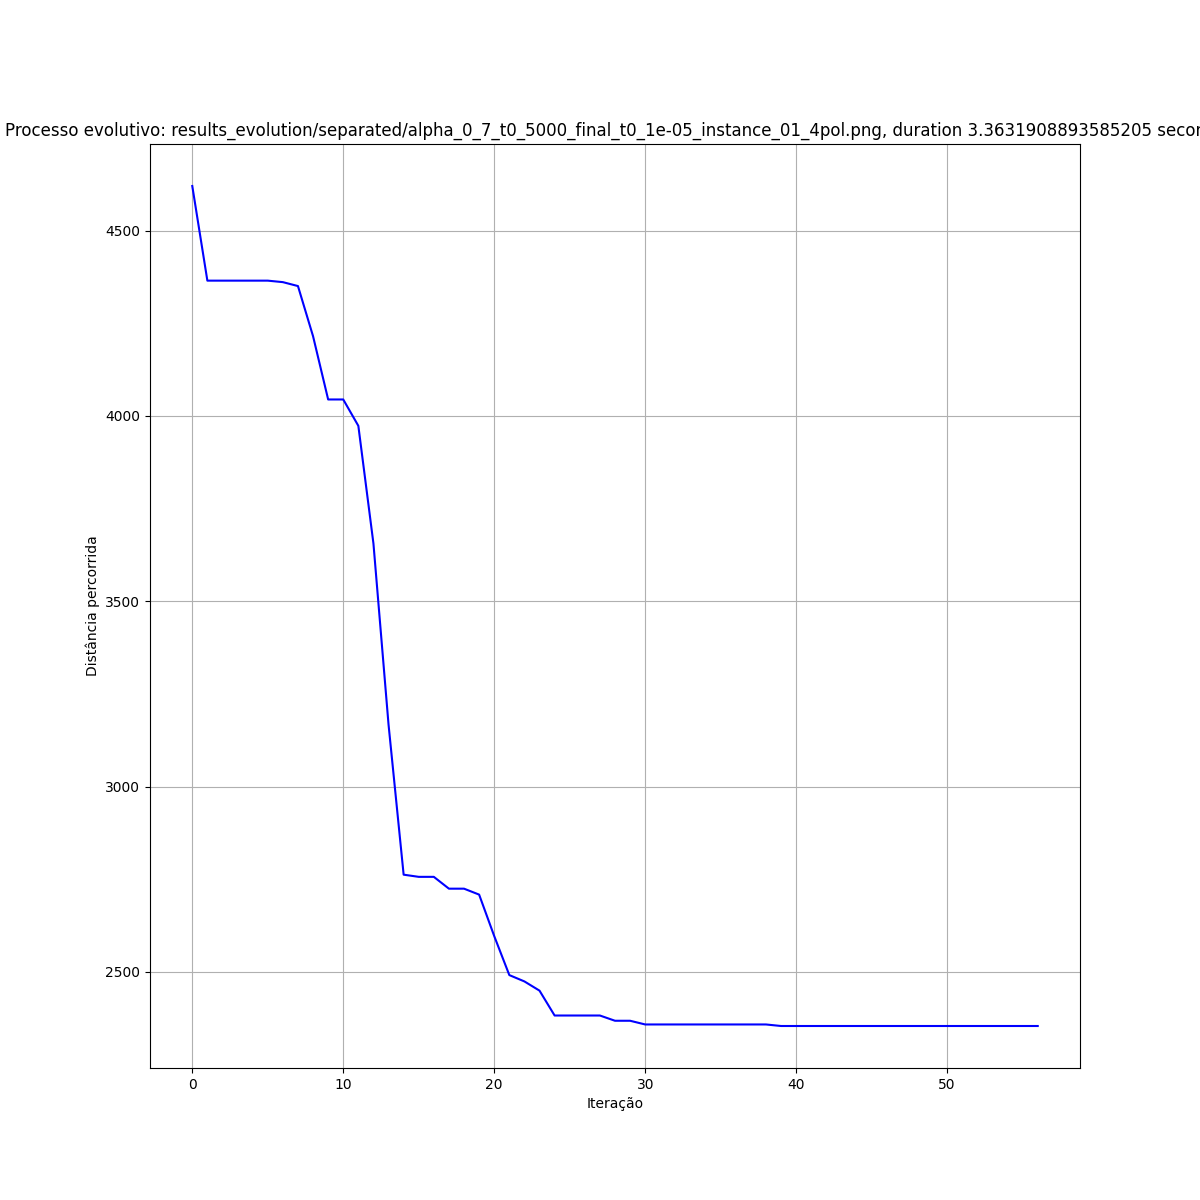 Processo evolutivo: results_evolution/separated/alpha_0_7_t0_5000_final_t0_1e-05_instance_01_4pol.png, duration 3.3631908893585205 secon
4500
4000
3500
3000
2500
Distância percorrida
0 10 20 30 40 50
Iteração